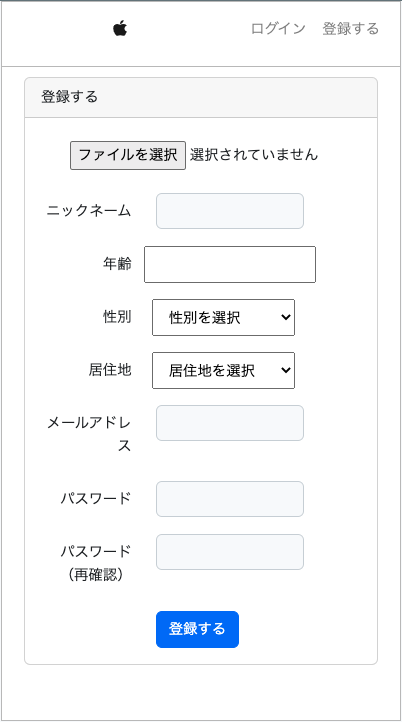 ログイン 登録する
登録する
ファイルを選択 選択されていません
ニックネーム
年齢
性別 性別を選択
居住地 居住地を選択
メールアドレ
ス
パスワード
パスワード
（再確認）
登録する